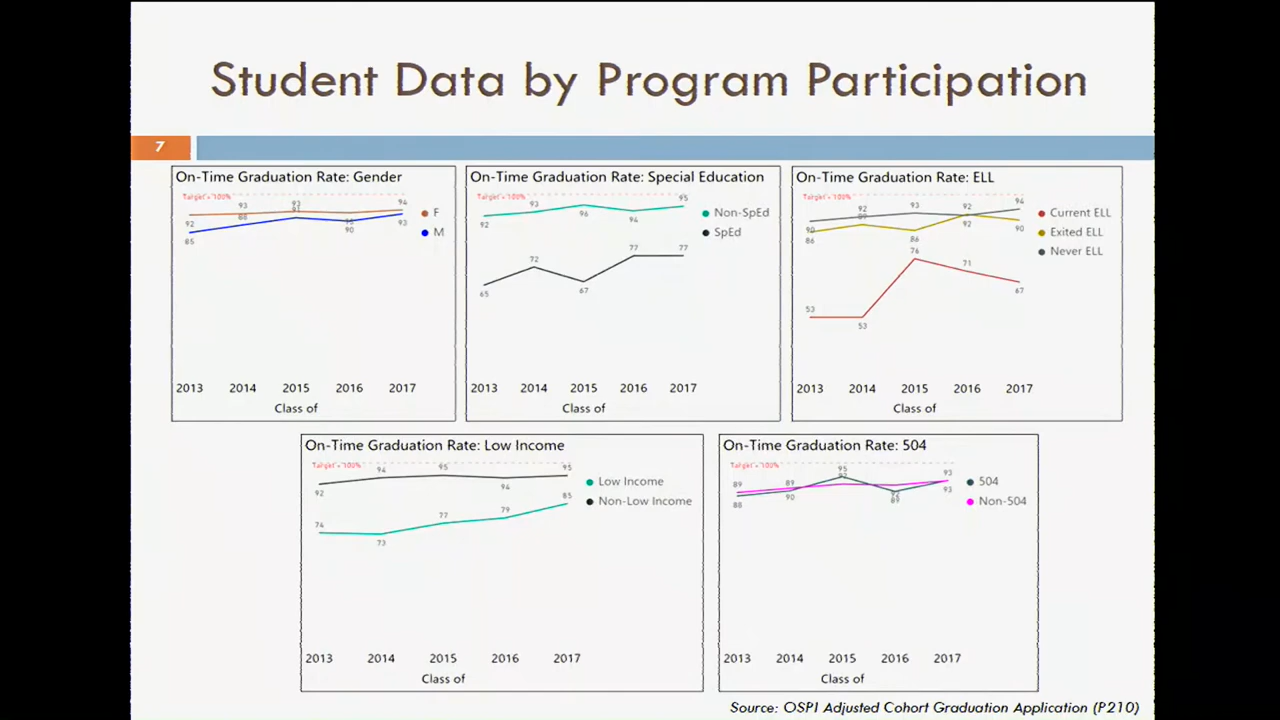 Student Data by Program Participation
7
On-Time Graduation Rate: Gender
Target = 100%
93 93 94
92 88 91 93
85 90
F
M
2013 2014 2015 2016 2017
Class of
On-Time Graduation Rate: Special Education
Target = 100%
92 93 96 94 95
65 72 67 77 77
Non-SpEd
SpEd
2013 2014 2015 2016 2017
Class of
On-Time Graduation Rate: ELL
Target = 100%
90 92 93 92 94
86 89 86 92 90
53 53 76 71 67
Current ELL
Exited ELL
Never ELL
2013 2014 2015 2016 2017
Class of
On-Time Graduation Rate: Low Income
Target = 100%
92 94 95 94 95
74 73 77 79 85
Low Income
Non-Low Income
2013 2014 2015 2016 2017
Class of
On-Time Graduation Rate: 504
Target = 100%
89 89 95 93
88 90 92 89 93
504
Non-504
2013 2014 2015 2016 2017
Class of
Source: OSPI Adjusted Cohort Graduation Application (P210)